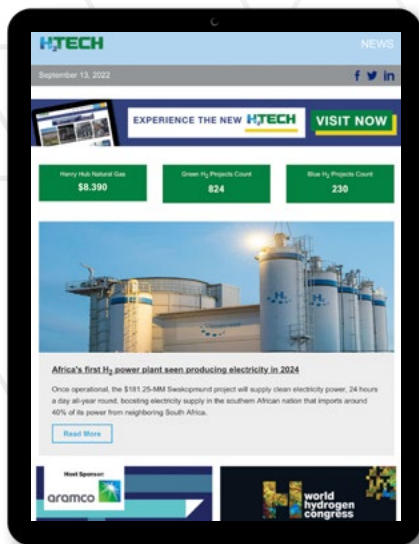 H₂TECH
NEWS
September 13, 2022
EXPERIENCE THE NEW H₂TECH
VISIT NOW
Henry Hub Natural Gas
$8.390
Green H₂ Projects Count
824
Blue H₂ Projects Count
230
H₂
Africa's first H₂ power plant seen producing electricity in 2024
Once operational, the $181.25-MM Swakopmund project will supply clean electricity power, 24 hours
a day all-year round, boosting electricity supply in the southern African nation that imports around
40% of its power from neighboring South Africa.
Read More
Host Sponsor:
aramco
world
hydrogen
congress